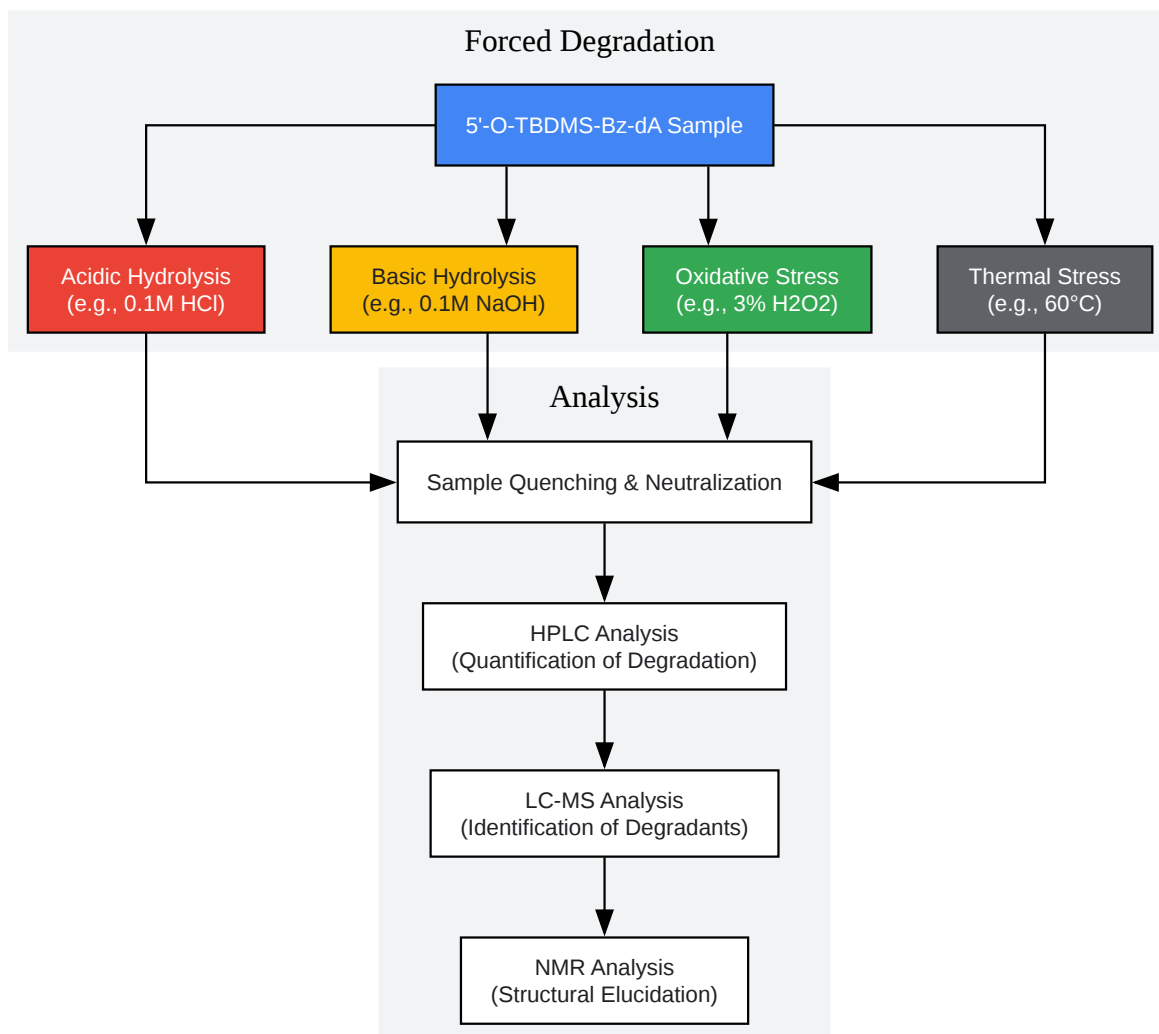 Forced Degradation
5'-O-TBDMS-Bz-dA Sample
Acidic Hydrolysis
(e.g., 0.1M HCl)
Basic Hydrolysis
(e.g., 0.1M NaOH)
Oxidative Stress
(e.g., 3% H2O2)
Thermal Stress
(e.g., 60°C)
Analysis
Sample Quenching & Neutralization
HPLC Analysis
(Quantification of Degradation)
LC-MS Analysis
(Identification of Degradants)
NMR Analysis
(Structural Elucidation)